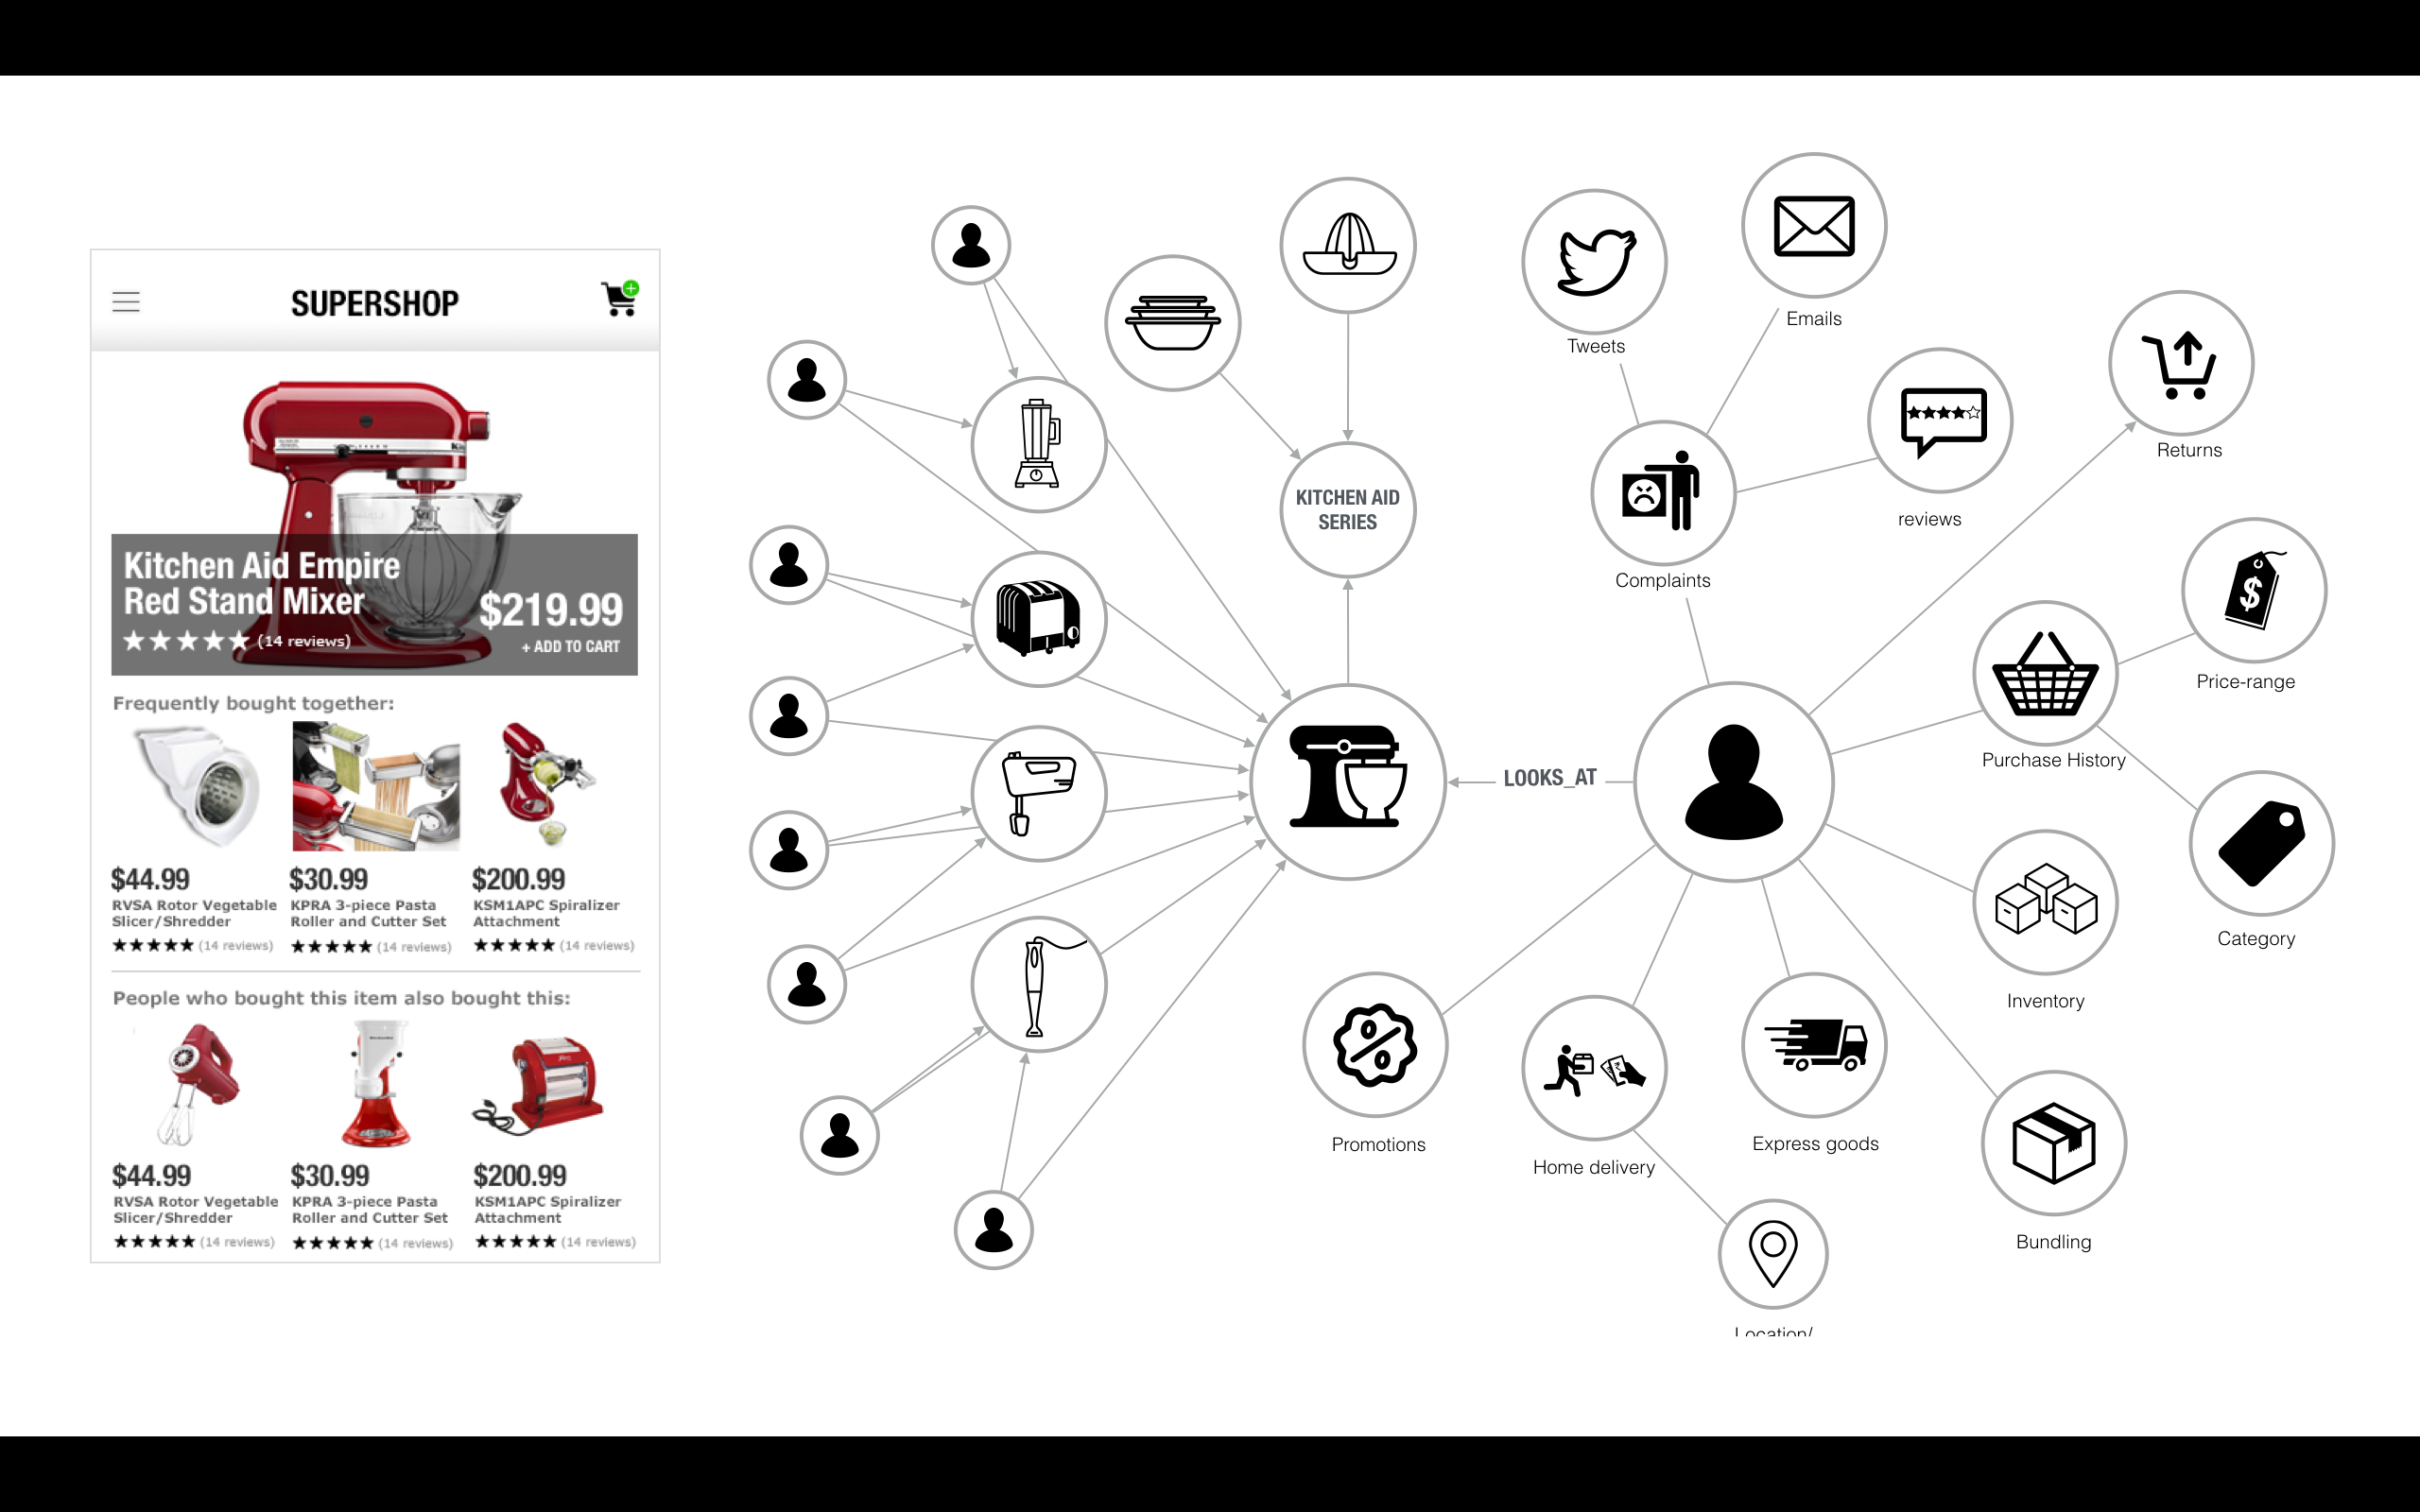 SUPERSHOP
Kitchen Aid Empire
Red Stand Mixer
(14 reviews)
$219.99
+ ADD TO CART
Frequently bought together:
$44.99
RVSA Rotor Vegetable
Slicer/Shredder
(14 reviews)
$30.99
KPRA 3-piece Pasta
Roller and Cutter Set
(14 reviews)
$200.99
KSM1APC Spiralizer
Attachment
(14 reviews)
People who bought this item also bought this:
$44.99
RVSA Rotor Vegetable
Slicer/Shredder
(14 reviews)
$30.99
KPRA 3-piece Pasta
Roller and Cutter Set
(14 reviews)
$200.99
KSM1APC Spiralizer
Attachment
(14 reviews)
KITCHEN AID
SERIES
LOOKS_AT
Tweets
Emails
reviews
Complaints
Returns
Price-range
Purchase History
Category
Inventory
Bundling
Express goods
Home delivery
Promotions
Location/